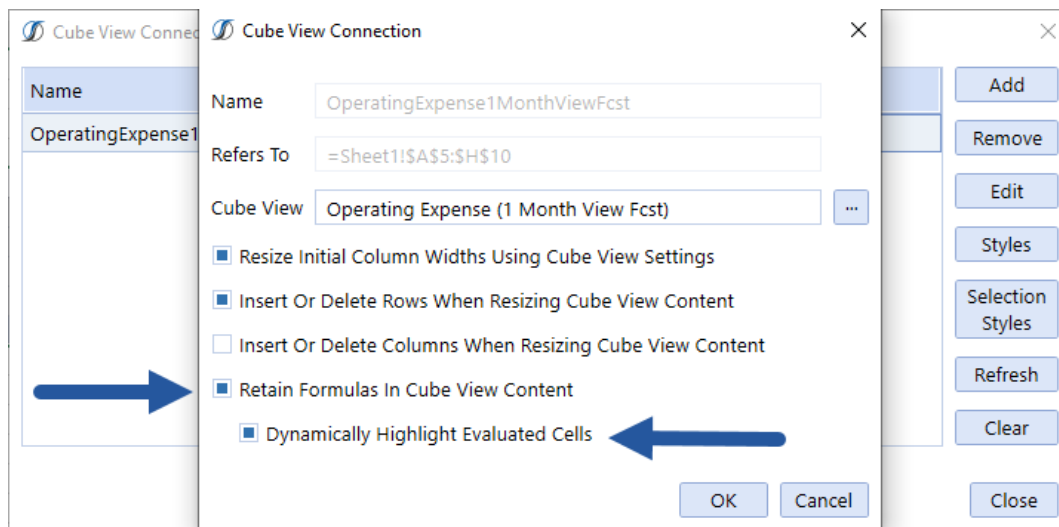 Cube View Connec
Name
OperatingExpense1
Cube View Connection
Name
OperatingExpense1MonthViewFcst
Refers To
=Sheet1!$A$5:$H$10
Cube View
Operating Expense (1 Month View Fcst)
...
Resize Initial Column Widths Using Cube View Settings
Insert Or Delete Rows When Resizing Cube View Content
Insert Or Delete Columns When Resizing Cube View Content
Retain Formulas In Cube View Content
Dynamically Highlight Evaluated Cells
OK
Cancel
Add
Remove
Edit
Styles
Selection
Styles
Refresh
Clear
Close